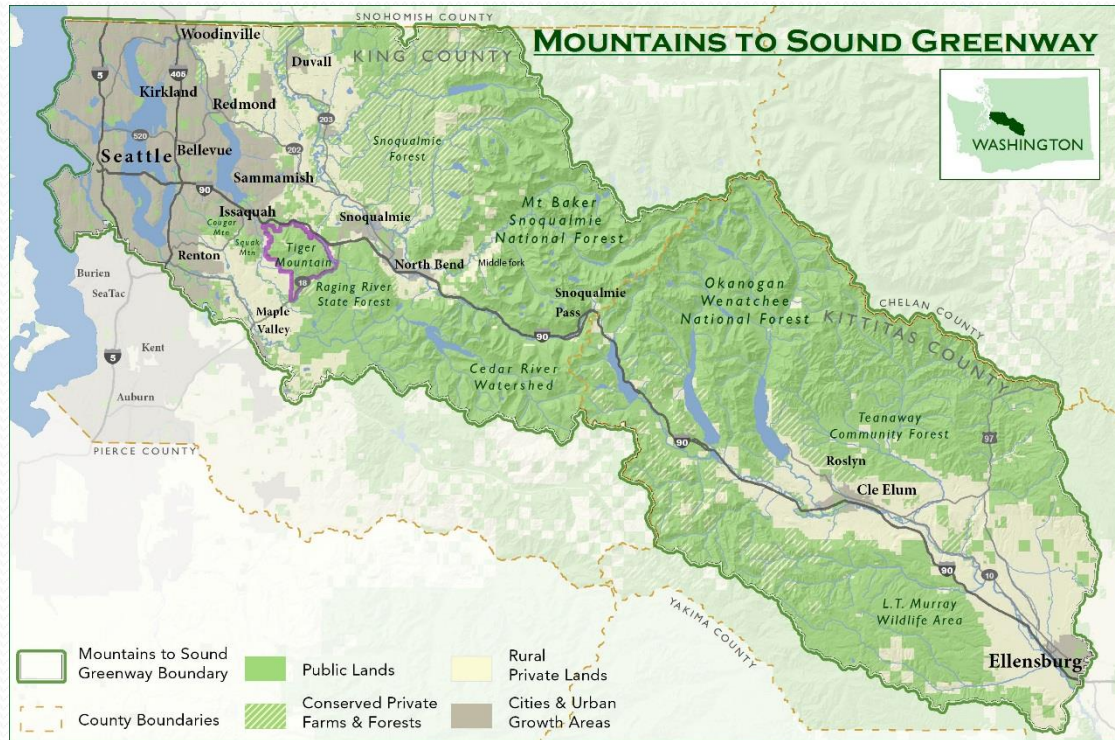 SNOHOMISH COUNTY
MOUNTAINS TO SOUND GREENWAY
WASHINGTON
Woodinville
KING COUNTY
Duvall
5
405
Kirkland
Redmond
203
520
Snoqualmie
Forest
Seattle
Bellevue
202
Sammamish
90
Issaquah
Snoqualmie
Mt Baker
Snoqualmie
National Forest
Cougar
Mtn
Squak
Mtn
Tiger
Mountain
Renton
North Bend
Middle fork
18
Raging River
State Forest
Burien
SeaTac
Maple
Valley
Snoqualmie
Pass
Okanogan
Wenatchee
National Forest
CHELAN COUNTY
KITTITAS COUNTY
5
Kent
90
Cedar River
Watershed
Auburn
PIERCE COUNTY
Teanaway
Community Forest
97
90
Roslyn
Cle Elum
90
10
L.T. Murray
Wildlife Area
YAKIMA COUNTY
Ellensburg
Mountains to Sound
Greenway Boundary
Public Lands
Rural
Private Lands
County Boundaries
Conserved Private
Farms & Forests
Cities & Urban
Growth Areas